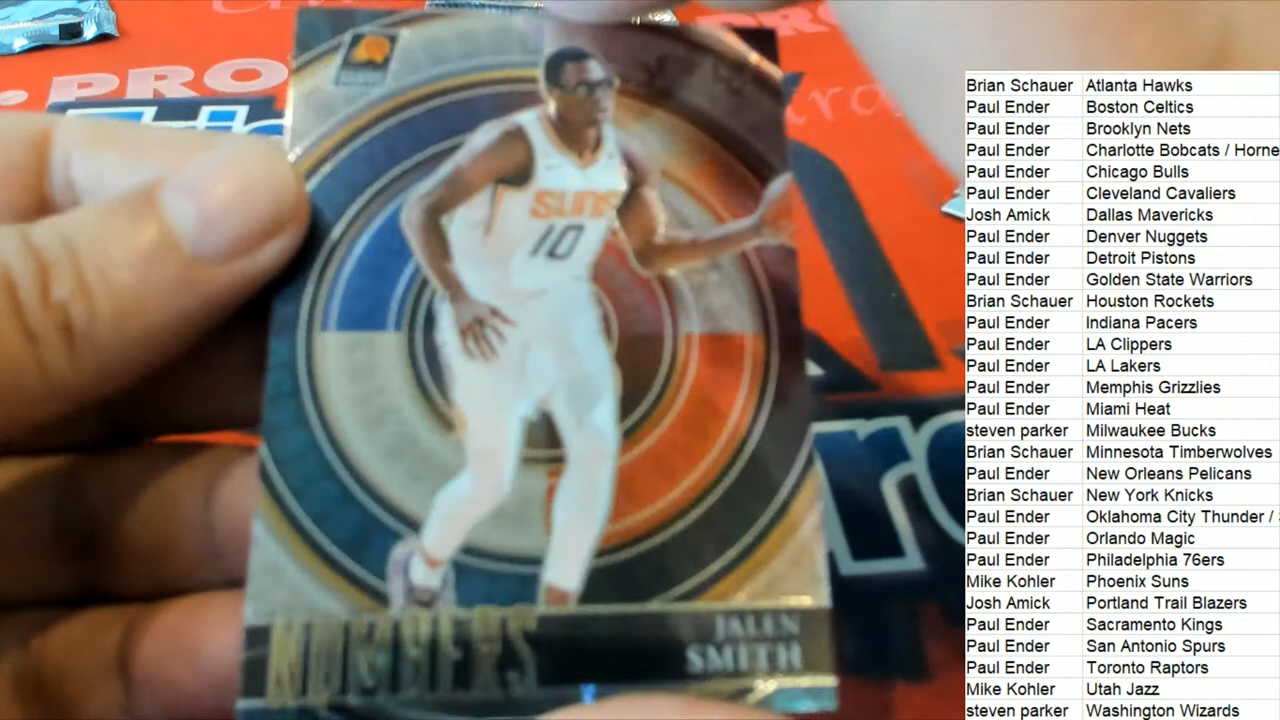 PRO
SUNS
10
NUMBERS
JALEN
SMITH
Brian Schauer Atlanta Hawks
Paul Ender Boston Celtics
Paul Ender Brooklyn Nets
Paul Ender Charlotte Bobcats / Horne
Paul Ender Chicago Bulls
Paul Ender Cleveland Cavaliers
Josh Amick Dallas Mavericks
Paul Ender Denver Nuggets
Paul Ender Detroit Pistons
Paul Ender Golden State Warriors
Brian Schauer Houston Rockets
Paul Ender Indiana Pacers
Paul Ender LA Clippers
Paul Ender LA Lakers
Paul Ender Memphis Grizzlies
Paul Ender Miami Heat
steven parker Milwaukee Bucks
Brian Schauer Minnesota Timberwolves
Paul Ender New Orleans Pelicans
Brian Schauer New York Knicks
Paul Ender Oklahoma City Thunder /
Paul Ender Orlando Magic
Paul Ender Philadelphia 76ers
Mike Kohler Phoenix Suns
Josh Amick Portland Trail Blazers
Paul Ender Sacramento Kings
Paul Ender San Antonio Spurs
Paul Ender Toronto Raptors
Mike Kohler Utah Jazz
steven parker Washington Wizards